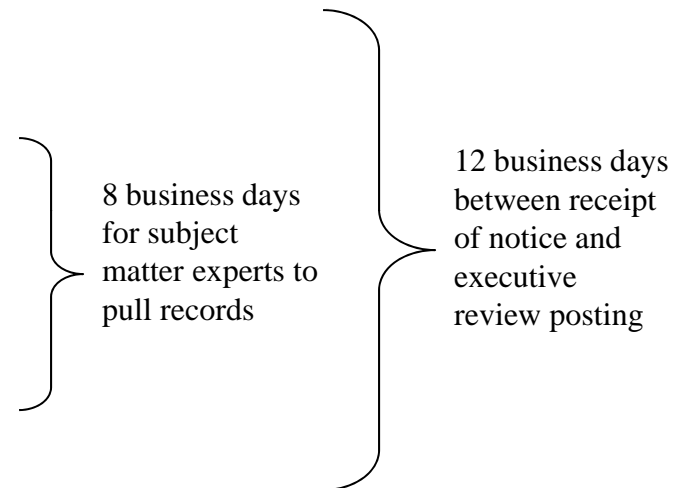 8 business days
for subject
matter experts to
pull records
12 business days
between receipt
of notice and
executive
review posting